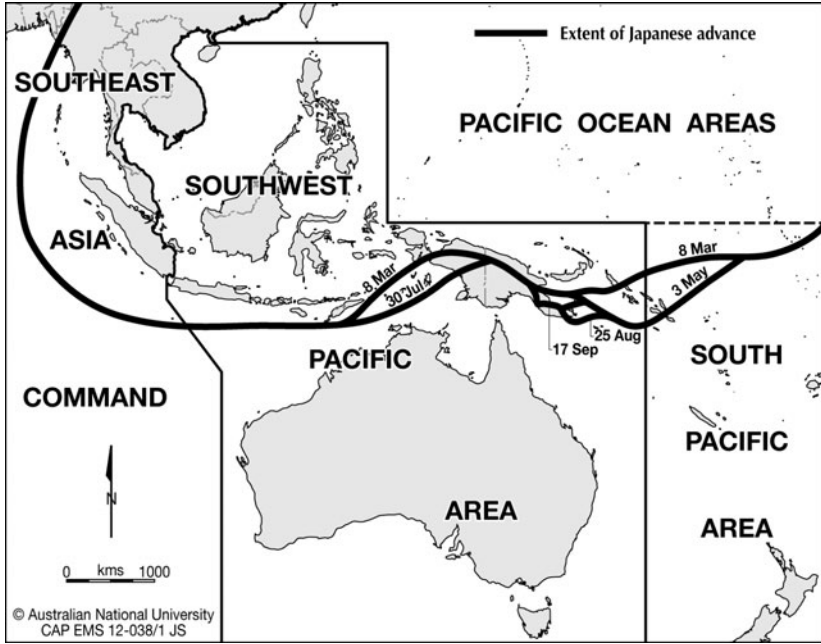 Extent of Japanese advance
SOUTHEAST
PACIFIC OCEAN AREAS
SOUTHWEST
ASIA
8 Mar
30 Jul
8 Mar
3 May
25 Aug
17 Sep
PACIFIC
SOUTH
COMMAND
PACIFIC
N
AREA
AREA
0 kms 1000
© Australian National University
CAP EMS 12-038/1 JS